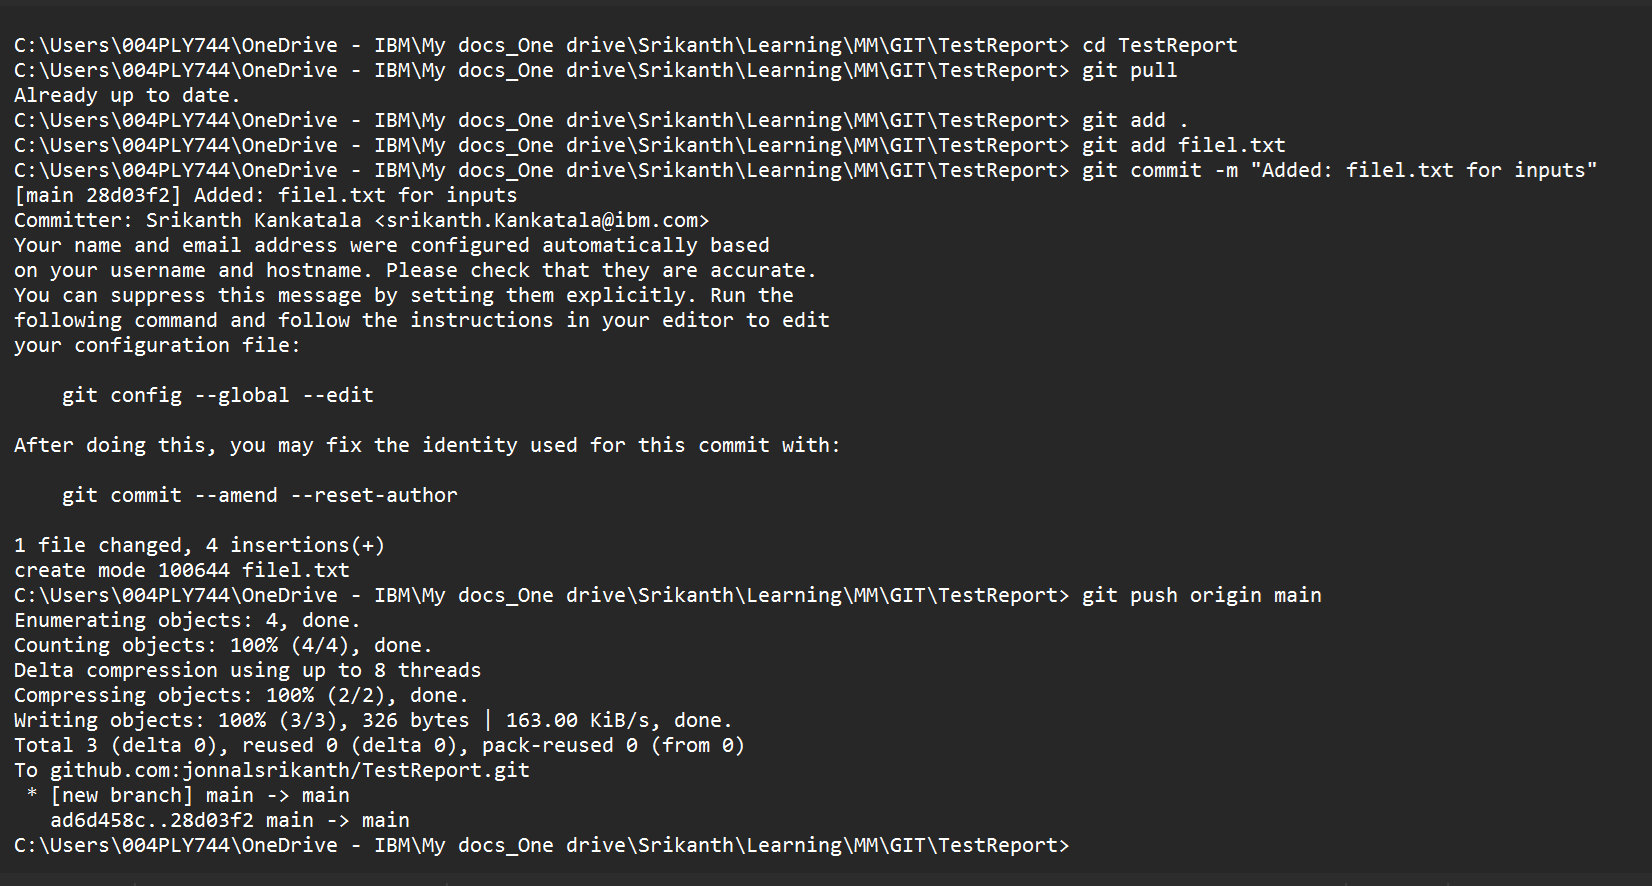 C:\Users\004PLY744\OneDrive - IBM\My docs_One drive\Srikanth\Learning\MM\GIT\TestReport> cd TestReport
C:\Users\004PLY744\OneDrive - IBM\My docs_One drive\Srikanth\Learning\MM\GIT\TestReport> git pull
Already up to date.
C:\Users\004PLY744\OneDrive - IBM\My docs_One drive\Srikanth\Learning\MM\GIT\TestReport> git add .
C:\Users\004PLY744\OneDrive - IBM\My docs_One drive\Srikanth\Learning\MM\GIT\TestReport> git add filel.txt
C:\Users\004PLY744\OneDrive - IBM\My docs_One drive\Srikanth\Learning\MM\GIT\TestReport> git commit -m "Added: filel.txt for inputs"
[main 28d03f2] Added: filel.txt for inputs
Committer: Srikanth Kankatala <srikanth.Kankatala@ibm.com>
Your name and email address were configured automatically based
on your username and hostname. Please check that they are accurate.
You can suppress this message by setting them explicitly. Run the
following command and follow the instructions in your editor to edit
your configuration file:
git config --global --edit
After doing this, you may fix the identity used for this commit with:
git commit --amend --reset-author
1 file changed, 4 insertions(+)
create mode 100644 filel.txt
C:\Users\004PLY744\OneDrive - IBM\My docs_One drive\Srikanth\Learning\MM\GIT\TestReport> git push origin main
Enumerating objects: 4, done.
Counting objects: 100% (4/4), done.
Delta compression using up to 8 threads
Compressing objects: 100% (2/2), done.
Writing objects: 100% (3/3), 326 bytes | 163.00 KiB/s, done.
Total 3 (delta 0), reused 0 (delta 0), pack-reused 0 (from 0)
To github.com:jonnalsrikanth/TestReport.git
* [new branch] main -> main
ad6d458c..28d03f2 main -> main
C:\Users\004PLY744\OneDrive - IBM\My docs_One drive\Srikanth\Learning\MM\GIT\TestReport>